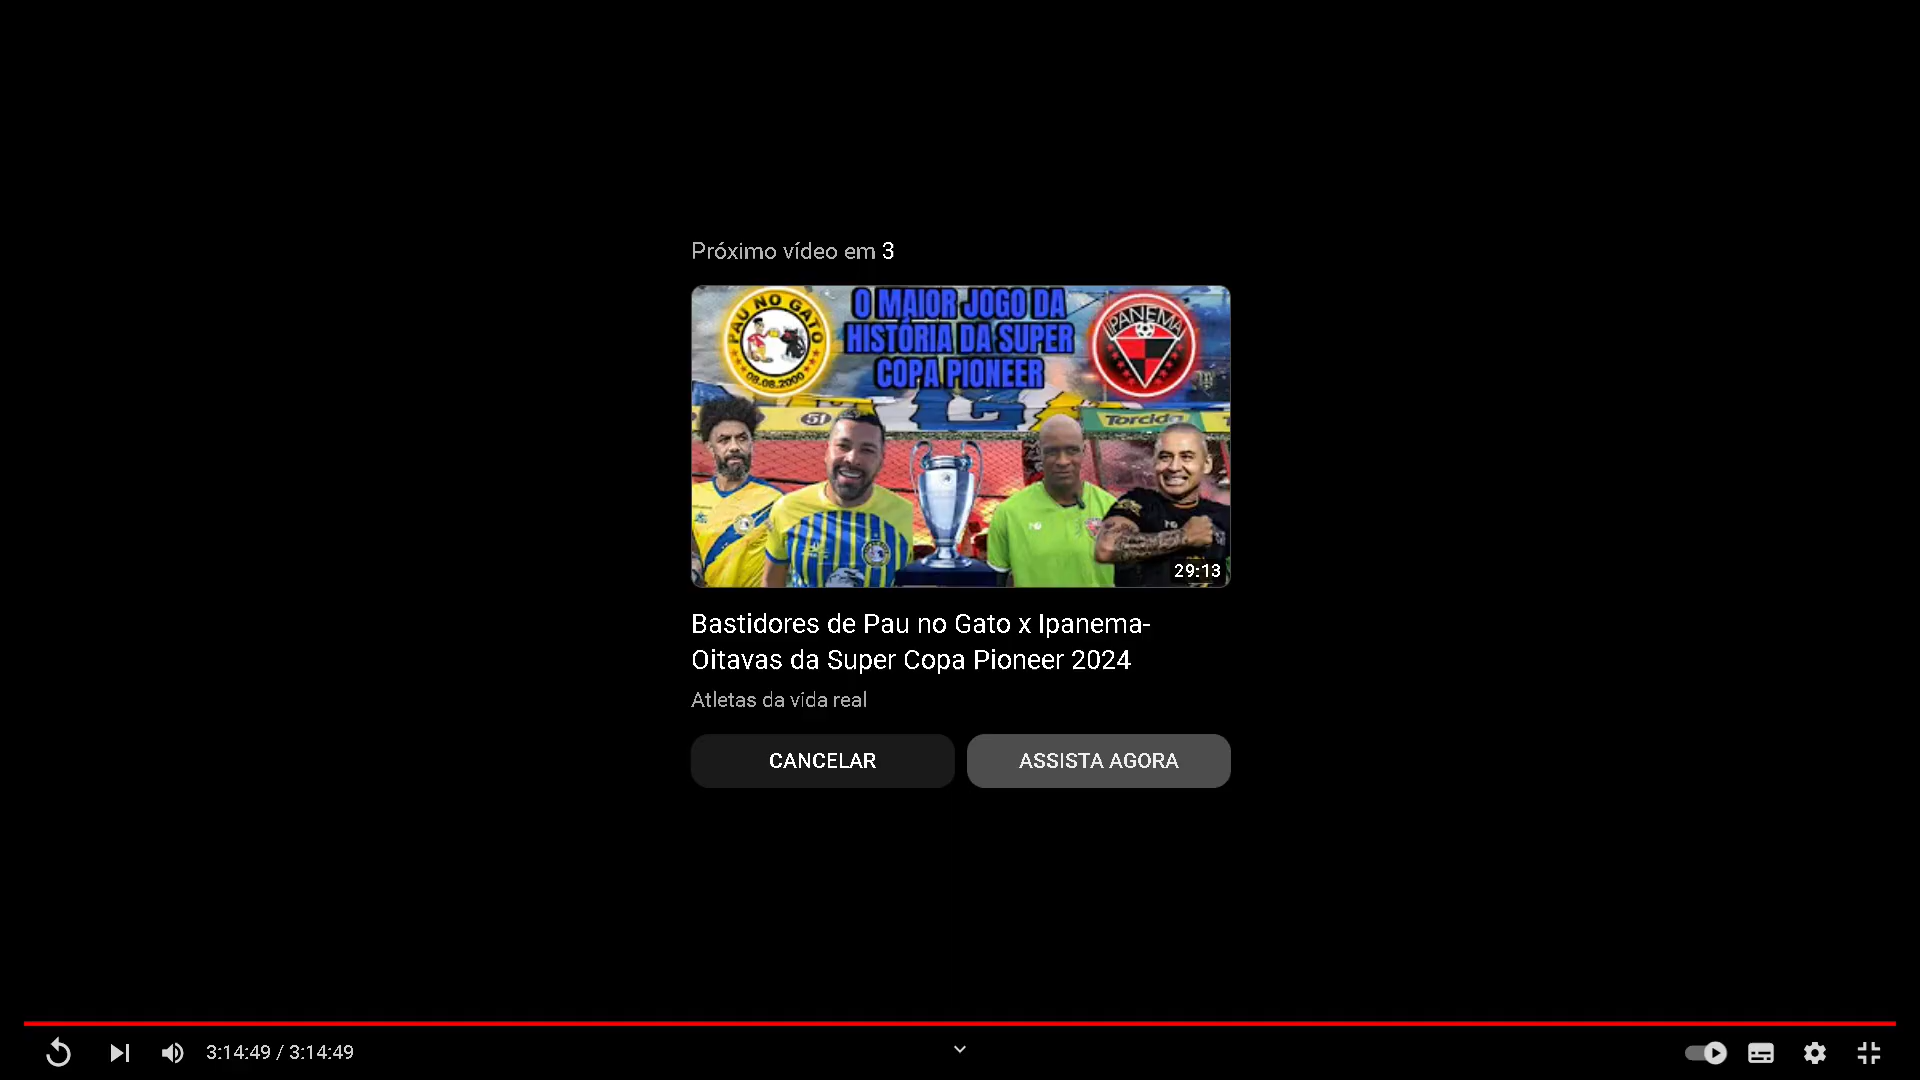 Próximo vídeo em 3
PAU NO GATO
08.08.2000
O MAIOR JOGO DA
HISTÓRIA DA SUPER
COPA PIONEER
IPANEMA
51
Torcida
29:13
Bastidores de Pau no Gato x Ipanema-
Oitavas da Super Copa Pioneer 2024
Atletas da vida real
CANCELAR
ASSISTA AGORA
3:14:49 / 3:14:49